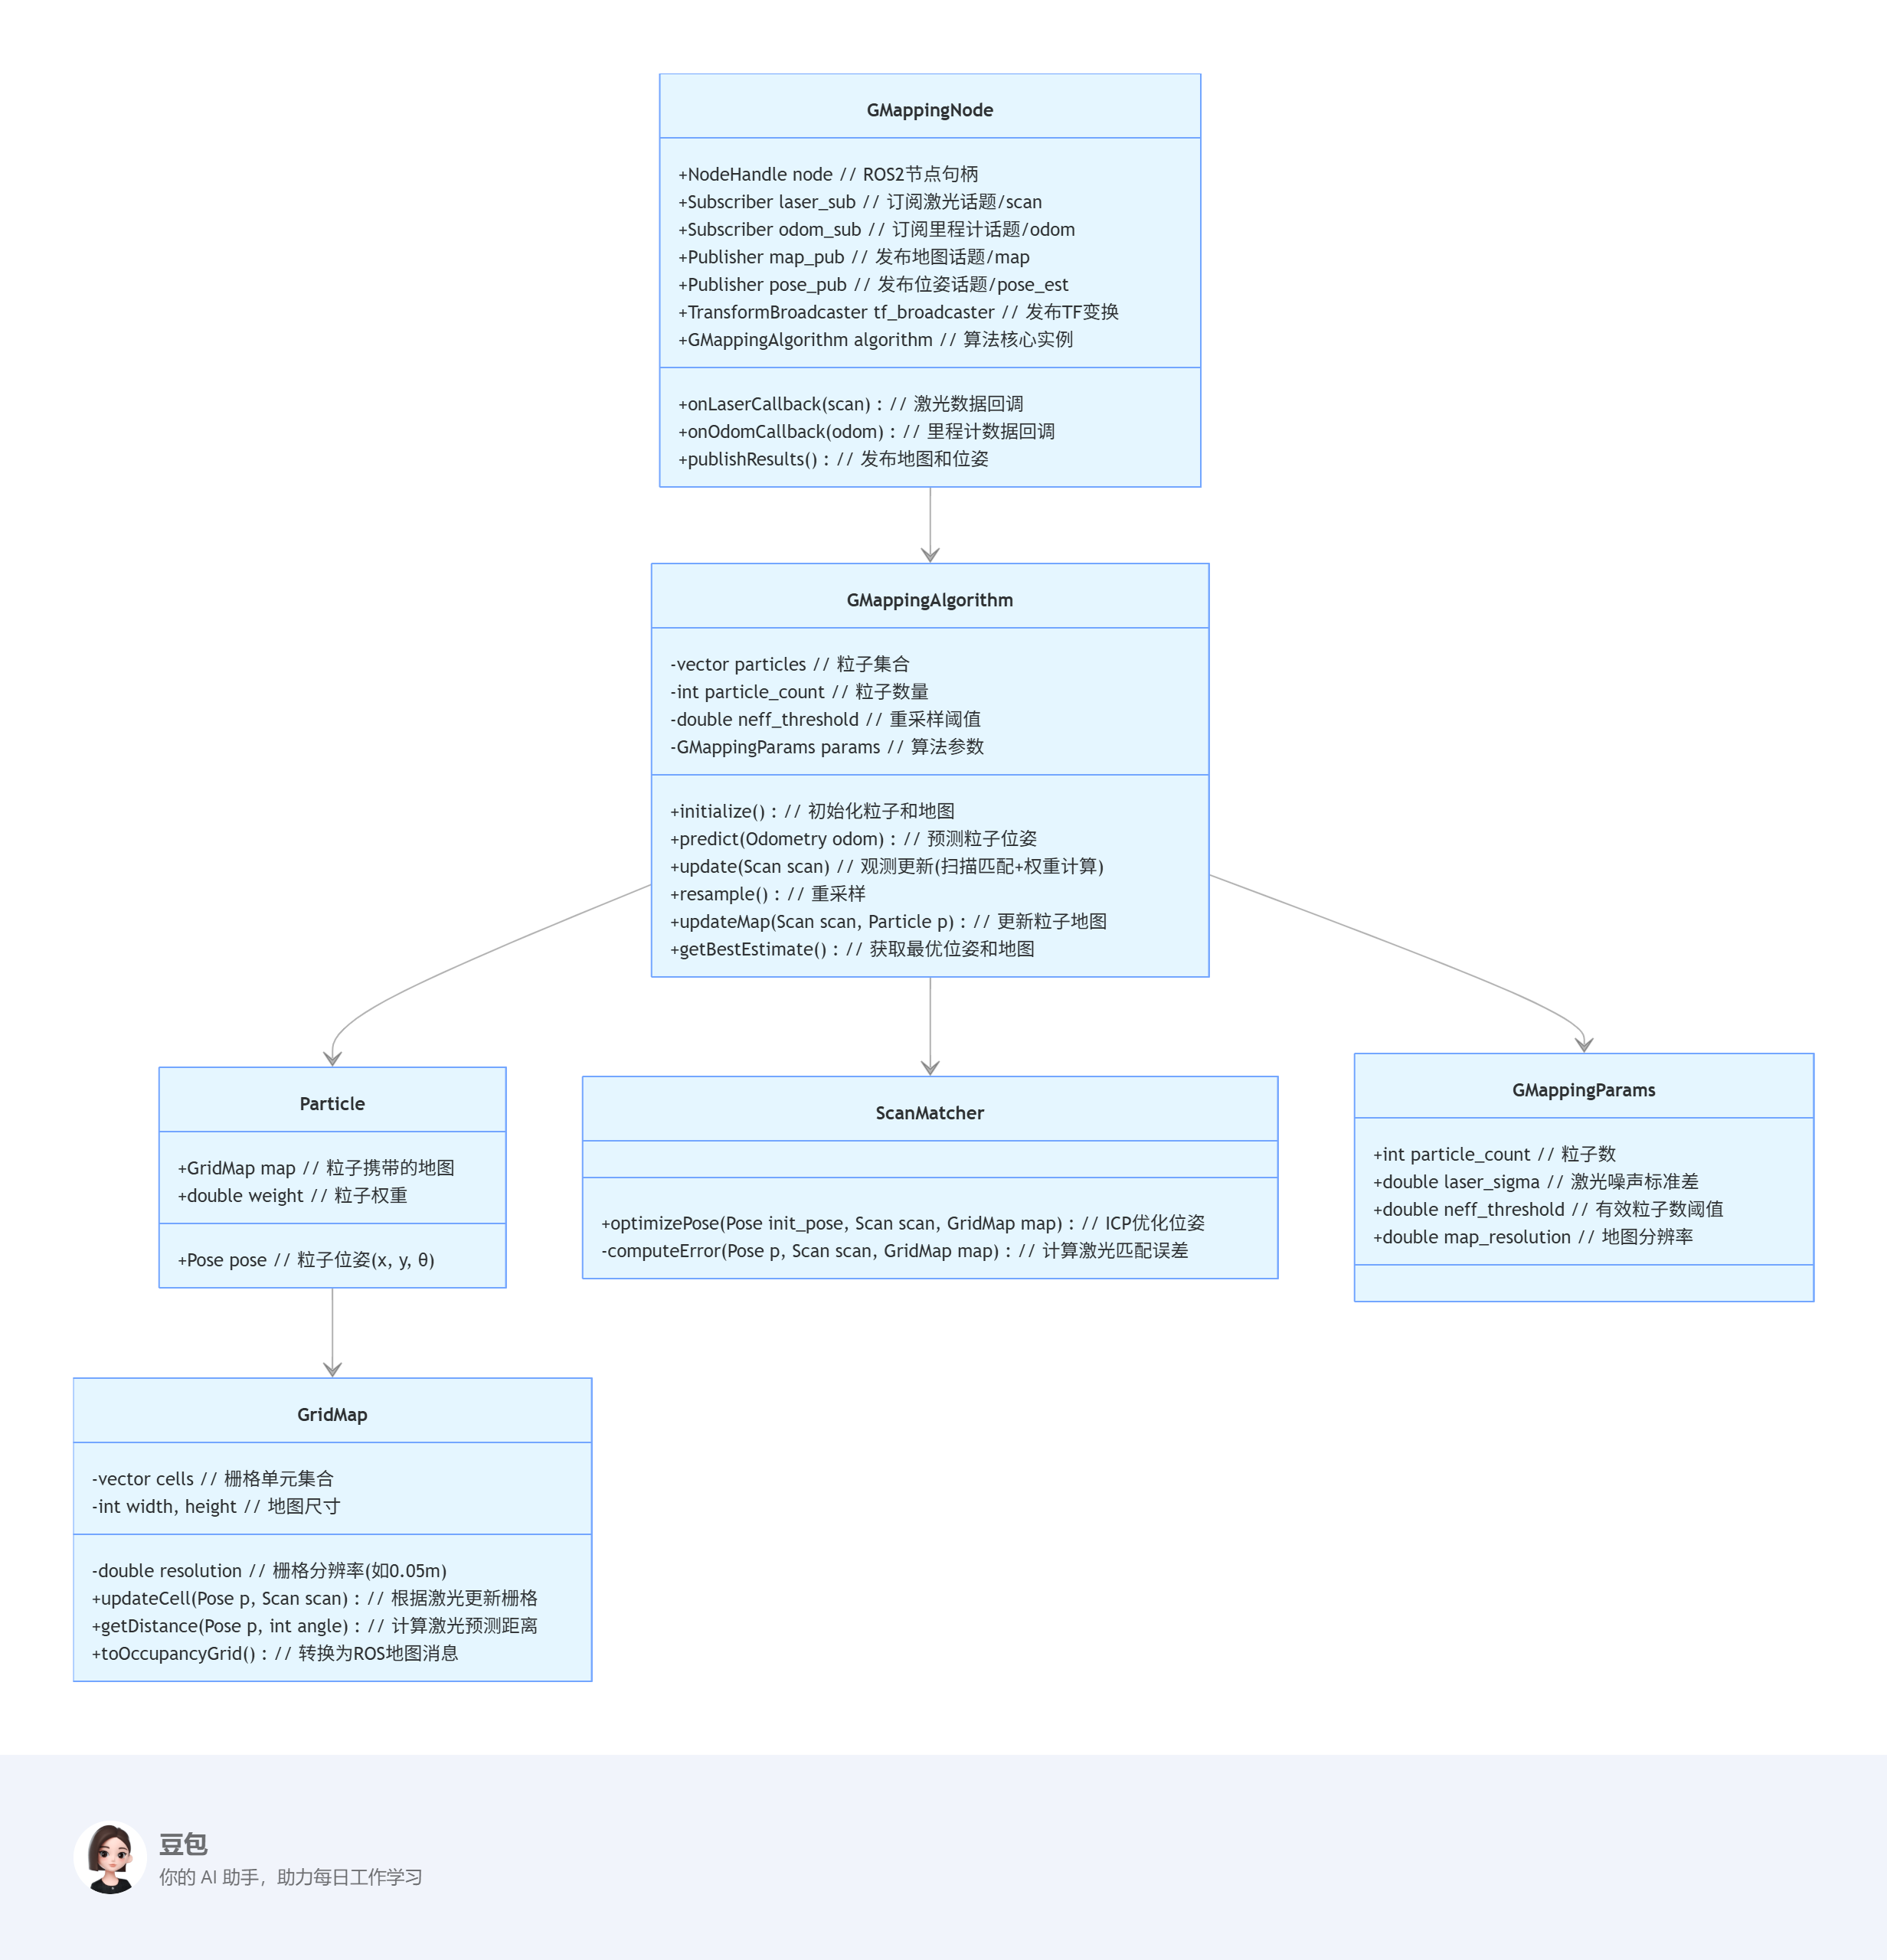 GMappingNode
+NodeHandle node // ROS2节点句柄
+Subscriber laser_sub // 订阅激光话题/scan
+Subscriber odom_sub // 订阅里程计话题/odom
+Publisher map_pub // 发布地图话题/map
+Publisher pose_pub // 发布位姿话题/pose_est
+TransformBroadcaster tf_broadcaster // 发布TF变换
+GMappingAlgorithm algorithm // 算法核心实例
+onLaserCallback(scan) : // 激光数据回调
+onOdomCallback(odom) : // 里程计数据回调
+publishResults() : // 发布地图和位姿
GMappingAlgorithm
-vector particles // 粒子集合
-int particle_count // 粒子数量
-double neff_threshold // 重采样阈值
-GMappingParams params // 算法参数
+initialize() : // 初始化粒子和地图
+predict(Odometry odom) : // 预测粒子位姿
+update(Scan scan) // 观测更新(扫描匹配+权重计算)
+resample() : // 重采样
+updateMap(Scan scan, Particle p) : // 更新粒子地图
+getBestEstimate() : // 获取最优位姿和地图
Particle
+GridMap map // 粒子携带的地图
+double weight // 粒子权重
+Pose pose // 粒子位姿(x, y, θ)
ScanMatcher
+optimizePose(Pose init_pose, Scan scan, GridMap map) : // ICP优化位姿
-computeError(Pose p, Scan scan, GridMap map) : // 计算激光匹配误差
GMappingParams
+int particle_count // 粒子数
+double laser_sigma // 激光噪声标准差
+double neff_threshold // 有效粒子数阈值
+double map_resolution // 地图分辨率
GridMap
-vector cells // 栅格单元集合
-int width, height // 地图尺寸
-double resolution // 栅格分辨率(如0.05m)
+updateCell(Pose p, Scan scan) : // 根据激光更新栅格
+getDistance(Pose p, int angle) : // 计算激光预测距离
+toOccupancyGrid() : // 转换为ROS地图消息
豆包
你的 AI 助手，助力每日工作学习